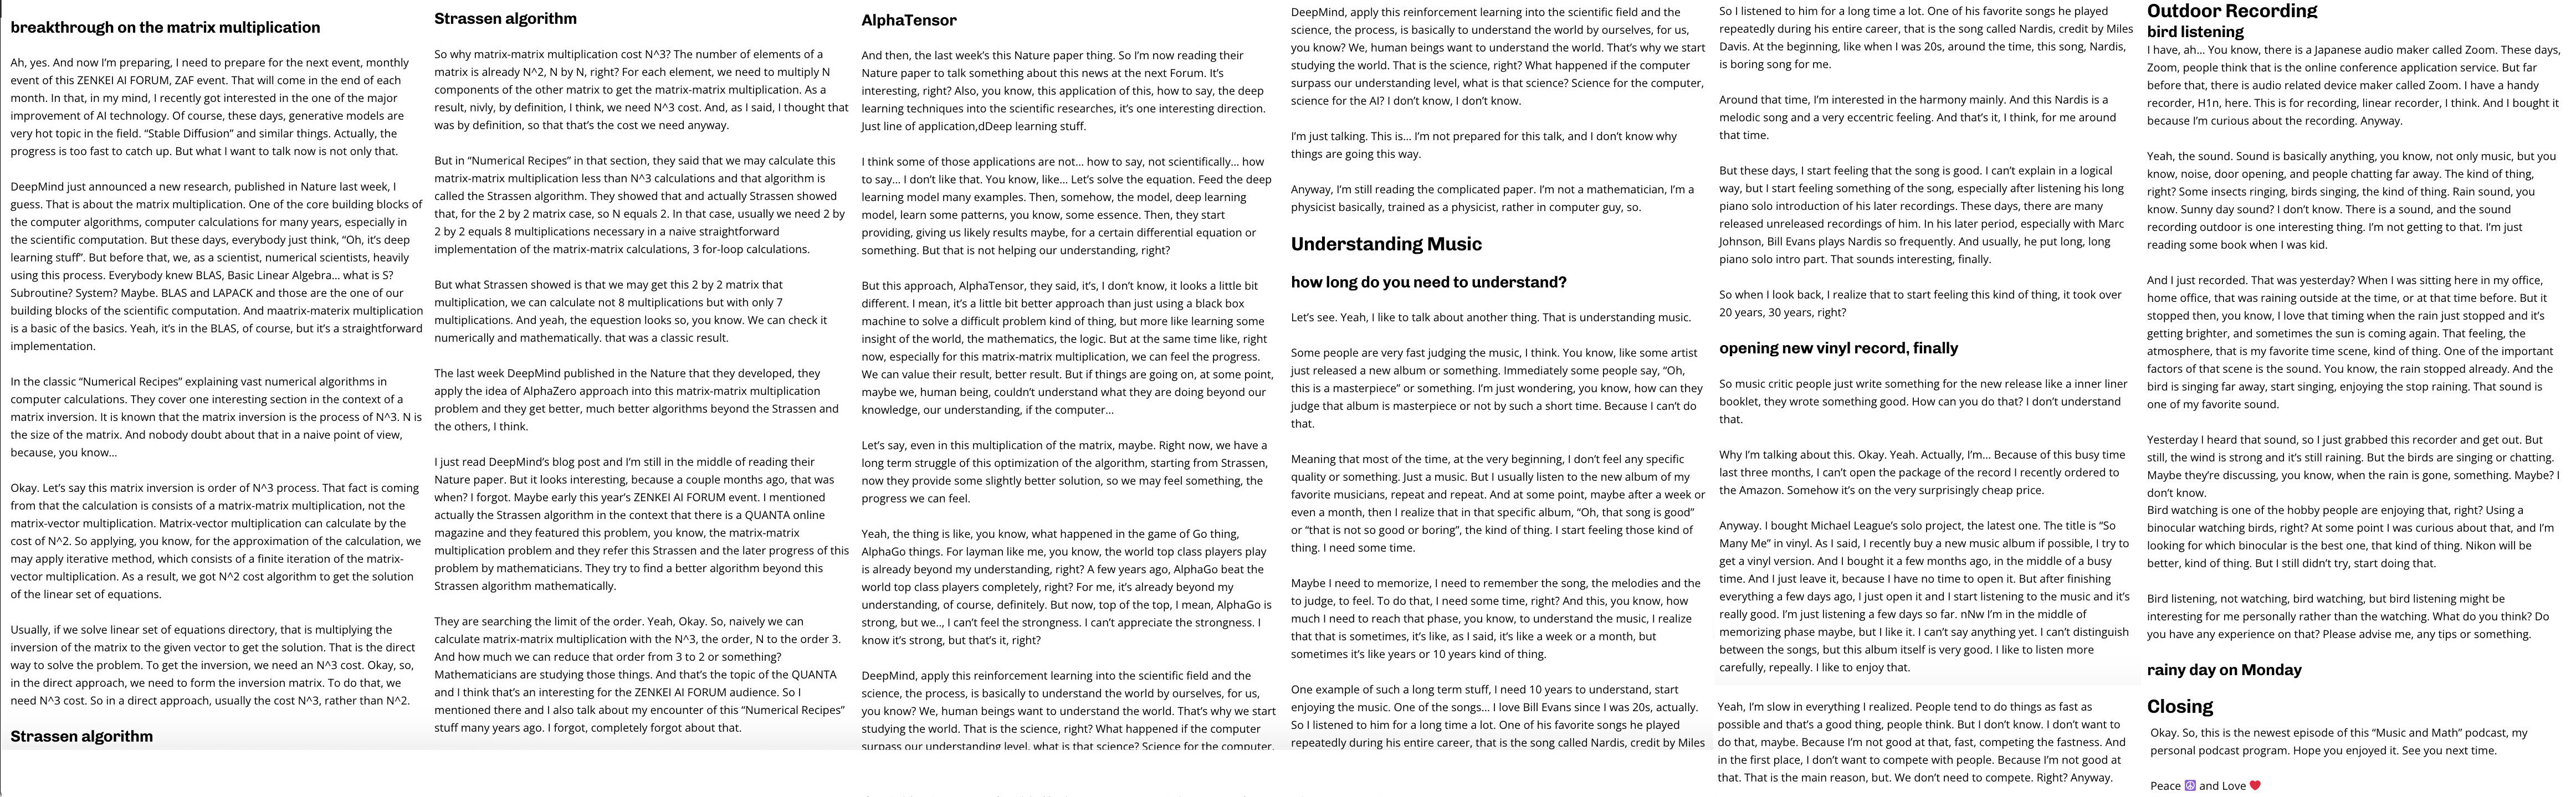 breakthrough on the matrix multiplication
Ah, yes. And now I'm preparing, I need to prepare for the next event, monthly
event of this ZENKEI AI FORUM, ZAF event. That will come in the end of each
month. In that, in my mind, I recently got interested in the one of the major
improvement of AI technology. Of course, these days, generative models are
very hot topic in the field. “Stable Diffusion” and similar things. Actually, the
progress is too fast to catch up. But what I want to talk now is not only that.
DeepMind just announced a new research, published in Nature last week, I
guess. That is about the matrix multiplication. One of the core building blocks of
the computer algorithms, computer calculations for many years, especially in
the scientific computation. But these days, everybody just think, “Oh, it's deep
learning stuff”. But before that, we, as a scientist, numerical scientists, heavily
using this process. Everybody knew BLAS, Basic Linear Algebra... what is S?
Subroutine? System? Maybe. BLAS and LAPACK and those are the one of our
building blocks of the scientific computation. And maatrix-materix multiplication
is a basic of the basics. Yeah, it's in the BLAS, of course, but it's a straightforward
implementation.
In the classic “Numerical Recipes” explaining vast numerical algorithms in
computer calculations. They cover one interesting section in the context of a
matrix inversion. It is known that the matrix inversion is the process of N^3. N is
the size of the matrix. And nobody doubt about that in a naive point of view,
because, you know...
Okay. Let's say this matrix inversion is order of N^3 process. That fact is coming
from that the calculation is consists of a matrix-matrix multiplication, not the
matrix-vector multiplication. Matrix-vector multiplication can calculate by the
cost of N^2. So applying, you know, for the approximation of the calculation, we
may apply iterative method, which consists of a finite iteration of the matrix-
vector multiplication. As a result, we got N^2 cost algorithm to get the solution
of the linear set of equations.
Usually, if we solve linear set of equations directory, that is multiplying the
inversion of the matrix to the given vector to get the solution. That is the direct
way to solve the problem. To get the inversion, we need an N^3 cost. Okay, so,
in the direct approach, we need to form the inversion matrix. To do that, we
need N^3 cost. So in a direct approach, usually the cost N^3, rather than N^2.
Strassen algorithm
Strassen algorithm
So why matrix-matrix multiplication cost N^3? The number of elements of a
matrix is already N^2, N by N, right? For each element, we need to multiply N
components of the other matrix to get the matrix-matrix multiplication. As a
result, nivly, by definition, I think, we need N^3 cost. And, as I said, I thought that
was by definition, so that that's the cost we need anyway.
But in “Numerical Recipes” in that section, they said that we may calculate this
matrix-matrix multiplication less than N^3 calculations and that algorithm is
called the Strassen algorithm. They showed that and actually Strassen showed
that, for the 2 by 2 matrix case, so N equals 2. In that case, usually we need 2 by
2 by 2 equals 8 multiplications necessary in a naive straightforward
implementation of the matrix-matrix calculations, 3 for-loop calculations.
But what Strassen showed is that we may get this 2 by 2 matrix that
multiplication, we can calculate not 8 multiplications but with only 7
multiplications. And yeah, the equestion looks so, you know. We can check it
numerically and mathematically. that was a classic result.
The last week DeepMind published in the Nature that they developed, they
apply the idea of AlphaZero approach into this matrix-matrix multiplication
problem and they get better, much better algorithms beyond the Strassen and
the others, I think.
I just read DeepMind's blog post and I'm still in the middle of reading their
Nature paper. But it looks interesting, because a couple months ago, that was
when? I forgot. Maybe early this year's ZENKEI AI FORUM event. I mentioned
actually the Strassen algorithm in the context that there is a QUANTA online
magazine and they featured this problem, you know, the matrix-matrix
multiplication problem and they refer this Strassen and the later progress of this
problem by mathematicians. They try to find a better algorithm beyond this
Strassen algorithm mathematically.
They are searching the limit of the order. Yeah, Okay. So, naively we can
calculate matrix-matrix multiplication with the N^3, the order, N to the order 3.
And how much we can reduce that order from 3 to 2 or something?
Mathematicians are studying those things. And that's the topic of the QUANTA
and I think that's an interesting for the ZENKEI AI FORUM audience. So I
mentioned there and I also talk about my encounter of this “Numerical Recipes”
stuff many years ago. I forgot, completely forgot about that.
AlphaTensor
And then, the last week's this Nature paper thing. So I'm now reading their
Nature paper to talk something about this news at the next Forum. It's
interesting, right? Also, you know, this application of this, how to say, the deep
learning techniques into the scientific researches, it's one interesting direction.
Just line of application,dDeep learning stuff.
I think some of those applications are not... how to say, not scientifically... how
to say... I don't like that. You know, like... Let's solve the equation. Feed the deep
learning model many examples. Then, somehow, the model, deep learning
model, learn some patterns, you know, some essence. Then, they start
providing, giving us likely results maybe, for a certain differential equation or
something. But that is not helping our understanding, right?
But this approach, AlphaTensor, they said, it's, I don't know, it looks a little bit
different. I mean, it's a little bit better approach than just using a black box
machine to solve a difficult problem kind of thing, but more like learning some
insight of the world, the mathematics, the logic. But at the same time like, right
now, especially for this matrix-matrix multiplication, we can feel the progress.
We can value their result, better result. But if things are going on, at some point,
maybe we, human being, couldn't understand what they are doing beyond our
knowledge, our understanding, if the computer...
Let's say, even in this multiplication of the matrix, maybe. Right now, we have a
long term struggle of this optimization of the algorithm, starting from Strassen,
now they provide some slightly better solution, so we may feel something, the
progress we can feel.
Yeah, the thing is like, you know, what happened in the game of Go thing,
AlphaGo things. For layman like me, you know, the world top class players play
is already beyond my understanding, right? A few years ago, AlphaGo beat the
world top class players completely, right? For me, it's already beyond my
understanding, of course, definitely. But now, top of the top, I mean, AlphaGo is
strong, but we.., I can't feel the strongness. I can't appreciate the strongness. I
know it's strong, but that's it, right?
DeepMind, apply this reinforcement learning into the scientific field and the
science, the process, is basically to understand the world by ourselves, for us,
you know? We, human beings want to understand the world. That's why we start
studying the world. That is the science, right? What happened if the computer
surpass our understanding level, what is that science? Science for the computer,
DeepMind, apply this reinforcement learning into the scientific field and the
science, the process, is basically to understand the world by ourselves, for us,
you know? We, human beings want to understand the world. That's why we start
studying the world. That is the science, right? What happened if the computer
surpass our understanding level, what is that science? Science for the computer,
science for the AI? I don't know, I don't know.
I'm just talking. This is... I'm not prepared for this talk, and I don't know why
things are going this way.
Anyway, I'm still reading the complicated paper. I'm not a mathematician, I'm a
physicist basically, trained as a physicist, rather in computer guy, so.
Understanding Music
how long do you need to understand?
Let's see. Yeah, I like to talk about another thing. That is understanding music.
Some people are very fast judging the music, I think. You know, like some artist
just released a new album or something. Immediately some people say, “Oh,
this is a masterpiece” or something. I'm just wondering, you know, how can they
judge that album is masterpiece or not by such a short time. Because I can't do
that.
Meaning that most of the time, at the very beginning, I don't feel any specific
quality or something. Just a music. But I usually listen to the new album of my
favorite musicians, repeat and repeat. And at some point, maybe after a week or
even a month, then I realize that in that specific album, “Oh, that song is good”
or “that is not so good or boring”, the kind of thing. I start feeling those kind of
thing. I need some time.
Maybe I need to memorize, I need to remember the song, the melodies and the
to judge, to feel. To do that, I need some time, right? And this, you know, how
much I need to reach that phase, you know, to understand the music, I realize
that that is sometimes, it's like, as I said, it's like a week or a month, but
sometimes it's like years or 10 years kind of thing.
One example of such a long term stuff, I need 10 years to understand, start
enjoying the music. One of the songs... I love Bill Evans since I was 20s, actually.
So I listened to him for a long time a lot. One of his favorite songs he played
repeatedly during his entire career, that is the song called Nardis, credit by Miles
So I listened to him for a long time a lot. One of his favorite songs he played
repeatedly during his entire career, that is the song called Nardis, credit by Miles
Davis. At the beginning, like when I was 20s, around the time, this song, Nardis,
is boring song for me.
Around that time, I'm interested in the harmony mainly. And this Nardis is a
melodic song and a very eccentric feeling. And that's it, I think, for me around
that time.
But these days, I start feeling that the song is good. I can't explain in a logical
way, but I start feeling something of the song, especially after listening his long
piano solo introduction of his later recordings. These days, there are many
released unreleased recordings of him. In his later period, especially with Marc
Johnson, Bill Evans plays Nardis so frequently. And usually, he put long, long
piano solo intro part. That sounds interesting, finally.
So when I look back, I realize that to start feeling this kind of thing, it took over
20 years, 30 years, right?
opening new vinyl record, finally
So music critic people just write something for the new release like a inner liner
booklet, they wrote something good. How can you do that? I don't understand
that.
Why I'm talking about this. Okay. Yeah. Actually, I'm... Because of this busy time
last three months, I can't open the package of the record I recently ordered to
the Amazon. Somehow it's on the very surprisingly cheap price.
Anyway. I bought Michael League's solo project, the latest one. The title is “So
Many Me” in vinyl. As I said, I recently buy a new music album if possible, I try to
get a vinyl version. And I bought it a few months ago, in the middle of a busy
time. And I just leave it, because I have no time to open it. But after finishing
everything a few days ago, I just open it and I start listening to the music and it's
really good. I'm just listening a few days so far. nNw I'm in the middle of
memorizing phase maybe, but I like it. I can't say anything yet. I can't distinguish
between the songs, but this album itself is very good. I like to listen more
carefully, repeally. I like to enjoy that.
Yeah, I'm slow in everything I realized. People tend to do things as fast as
possible and that's a good thing, people think. But I don't know. I don't want to
do that, maybe. Because I'm not good at that, fast, competing the fastness. And
in the first place, I don't want to compete with people. Because I'm not good at
that. That is the main reason, but. We don't need to compete. Right? Anyway.
Outdoor Recording
bird listening
I have, ah... You know, there is a Japanese audio maker called Zoom. These days,
Zoom, people think that is the online conference application service. But far
before that, there is audio related device maker called Zoom. I have a handy
recorder, H1n, here. This is for recording, linear recorder, I think. And I bought it
because I'm curious about the recording. Anyway.
Yeah, the sound. Sound is basically anything, you know, not only music, but you
know, noise, door opening, and people chatting far away. The kind of thing,
right? Some insects ringing, birds singing, the kind of thing. Rain sound, you
know. Sunny day sound? I don't know. There is a sound, and the sound
recording outdoor is one interesting thing. I'm not getting to that. I'm just
reading some book when I was kid.
And I just recorded. That was yesterday? When I was sitting here in my office,
home office, that was raining outside at the time, or at that time before. But it
stopped then, you know, I love that timing when the rain just stopped and it's
getting brighter, and sometimes the sun is coming again. That feeling, the
atmosphere, that is my favorite time scene, kind of thing. One of the important
factors of that scene is the sound. You know, the rain stopped already. And the
bird is singing far away, start singing, enjoying the stop raining. That sound is
one of my favorite sound.
Yesterday I heard that sound, so I just grabbed this recorder and get out. But
still, the wind is strong and it's still raining. But the birds are singing or chatting.
Maybe they're discussing, you know, when the rain is gone, something. Maybe? I
don't know.
Bird watching is one of the hobby people are enjoying that, right? Using a
binocular watching birds, right? At some point I was curious about that, and I'm
looking for which binocular is the best one, that kind of thing. Nikon will be
better, kind of thing. But I still didn't try, start doing that.
Bird listening, not watching, bird watching, but bird listening might be
interesting for me personally rather than the watching. What do you think? Do
you have any experience on that? Please advise me, any tips or something.
rainy day on Monday
Closing
Okay. So, this is the newest episode of this “Music and Math” podcast, my
personal podcast program. Hope you enjoyed it. See you next time.
Peace ☮️ and Love ❤️